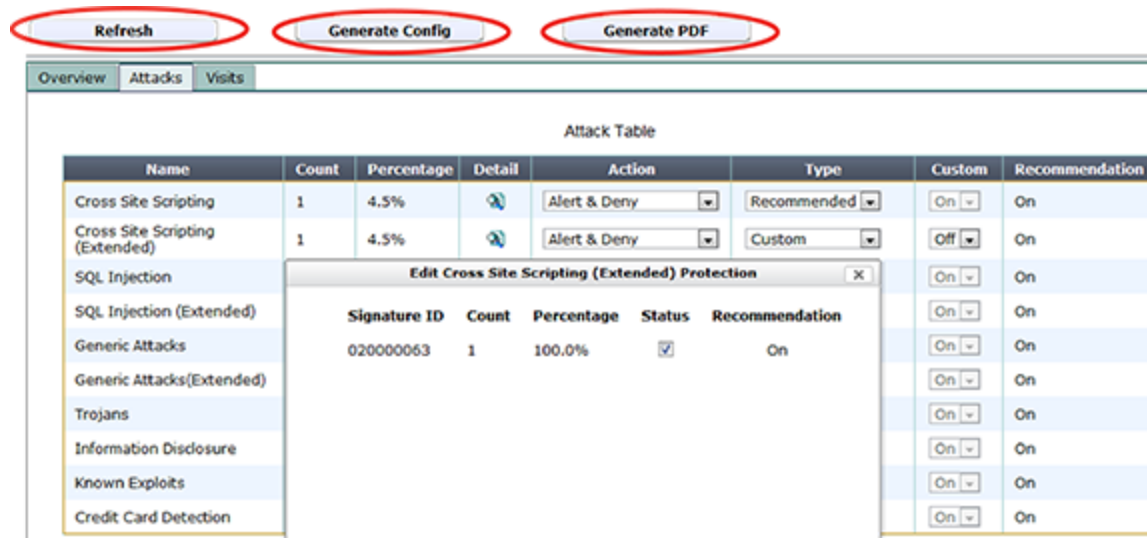 Refresh Generate Config Generate PDF
Overview Attacks Visits
Attack Table
Name Count Percentage Detail Action Type Custom Recommendation
Cross Site Scripting 1 4.5% Alert & Deny Recommended On On
Cross Site Scripting
(Extended) 1 4.5% Alert & Deny Custom Off On
Edit Cross Site Scripting (Extended) Protection x
SQL Injection On On
Signature ID Count Percentage Status Recommendation
SQL Injection (Extended) On On
020000063 1 100.0% On
Generic Attacks On On
Generic Attacks(Extended) On On
Trojans On On
Information Disclosure On On
Known Exploits On On
Credit Card Detection On On